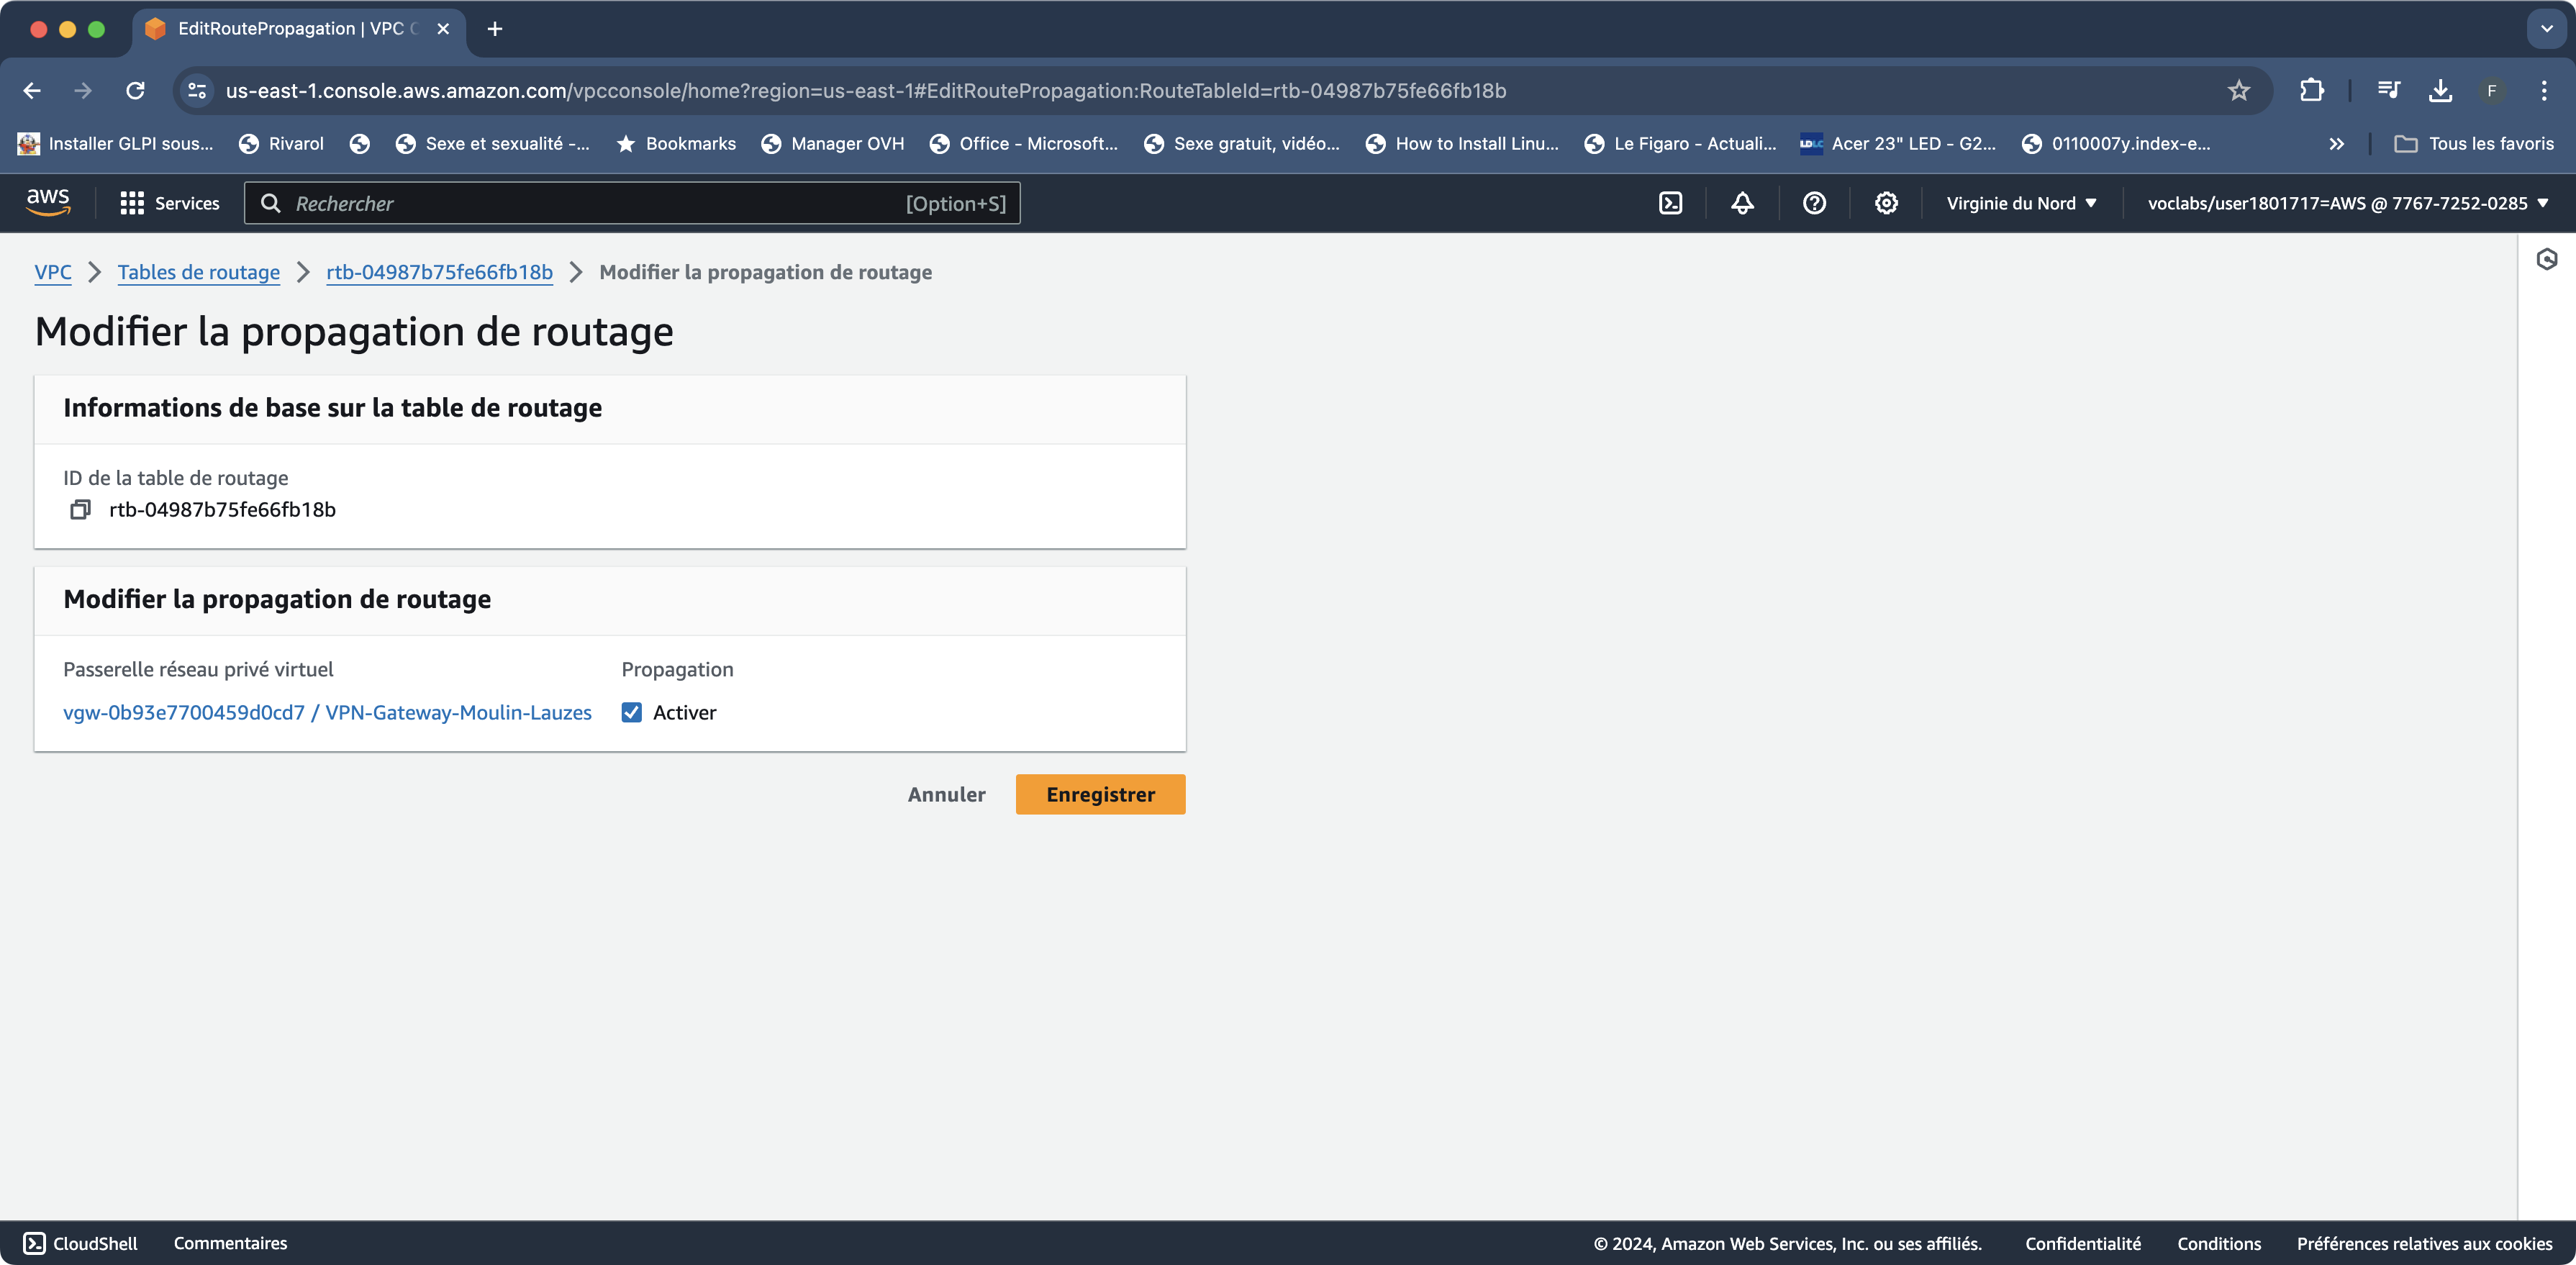 EditRoutePropagation | VPC
us-east-1.console.aws.amazon.com/vpcconsole/home?region=us-east-1#EditRoutePropagation:RouteTableId=rtb-04987b75fe66fb18b
F
Installer GLPI sous... Rivarol Sexe et sexualité -... Bookmarks Manager OVH Office - Microsoft... Sexe gratuit, vidéo... How to Install Linu... Le Figaro - Actuali... LDLC Acer 23" LED - G2... 0110007y.index-e... » Tous les favoris
aws Services Rechercher [Option+S] Virginie du Nord voclabs/user1801717=AWS @ 7767-7252-0285
VPC Tables de routage rtb-04987b75fe66fb18b Modifier la propagation de routage
Modifier la propagation de routage
Informations de base sur la table de routage
ID de la table de routage
rtb-04987b75fe66fb18b
Modifier la propagation de routage
Passerelle réseau privé virtuel Propagation
vgw-0b93e7700459d0cd7 / VPN-Gateway-Moulin-Lauzes Activer
Annuler Enregistrer
CloudShell Commentaires © 2024, Amazon Web Services, Inc. ou ses affiliés. Confidentialité Conditions Préférences relatives aux cookies